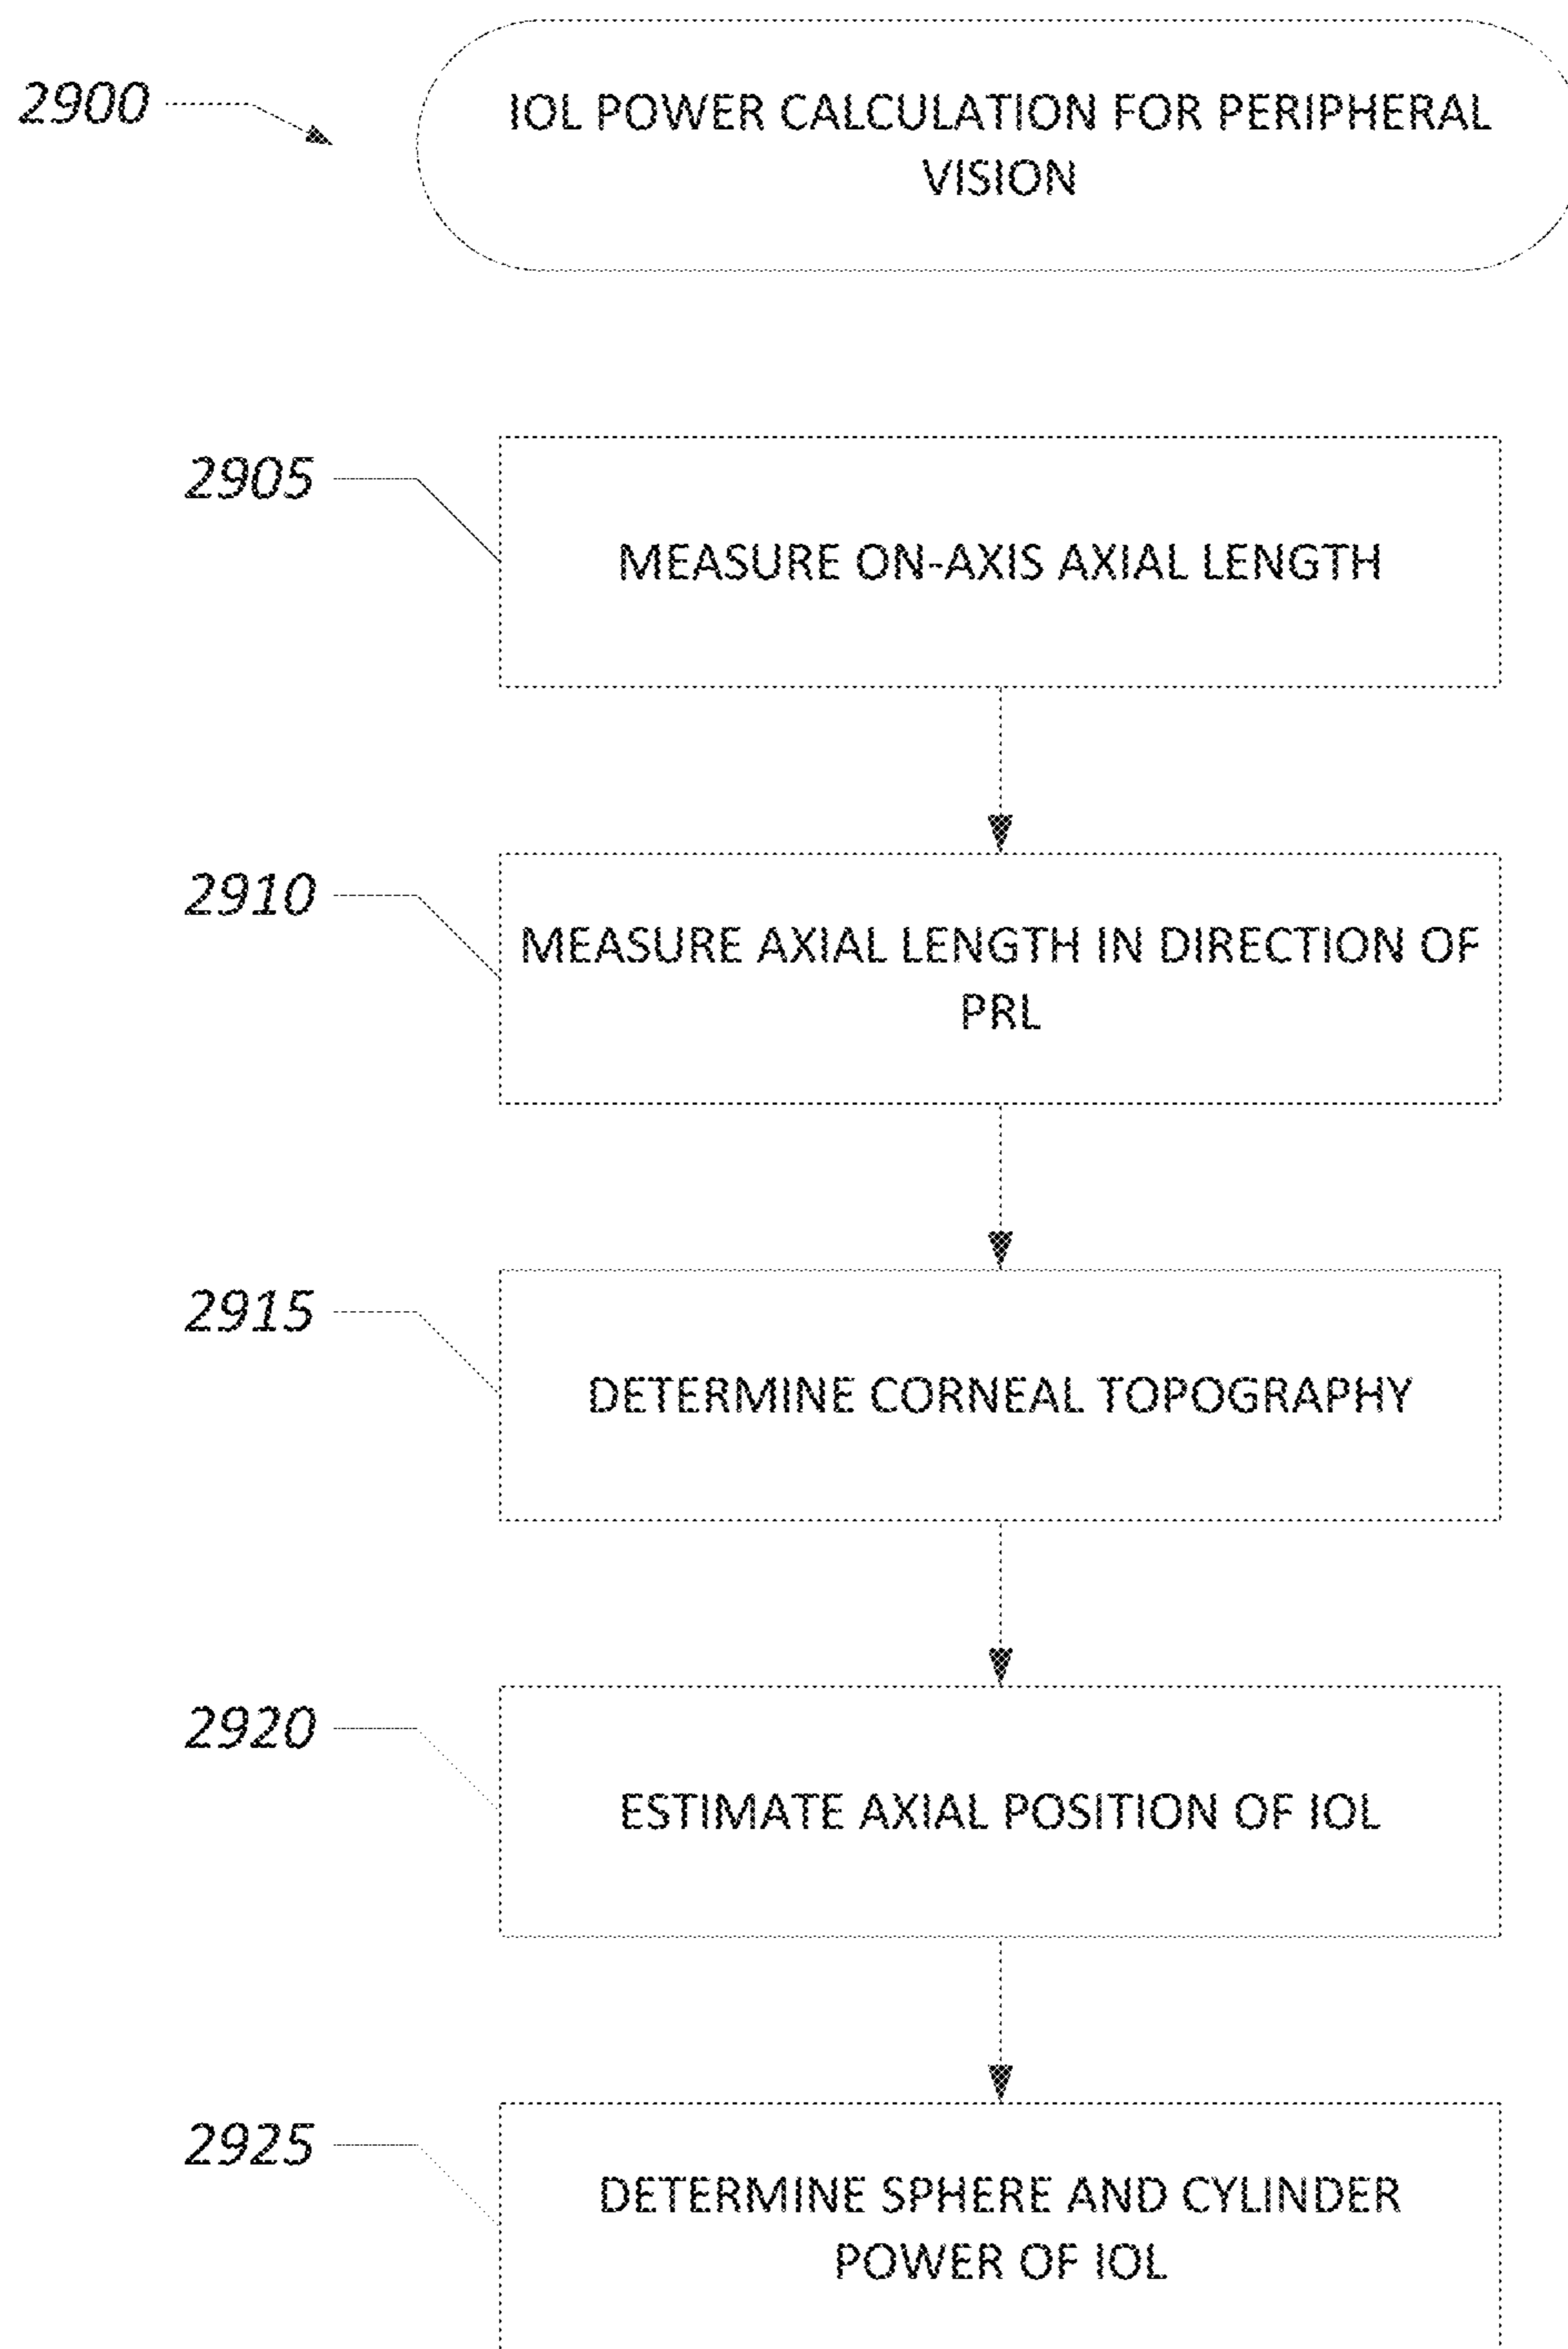 2900
IOL POWER CALCULATION FOR PERIPHERAL
VISION
2905
MEASURE ON-AXIS AXIAL LENGTH
2910
MEASURE AXIAL LENGTH IN DIRECTION OF
PRL
2915
DETERMINE CORNEAL TOPOGRAPHY
2920
ESTIMATE AXIAL POSITION OF IOL
2925
DETERMINE SPHERE AND CYLINDER
POWER OF IOL